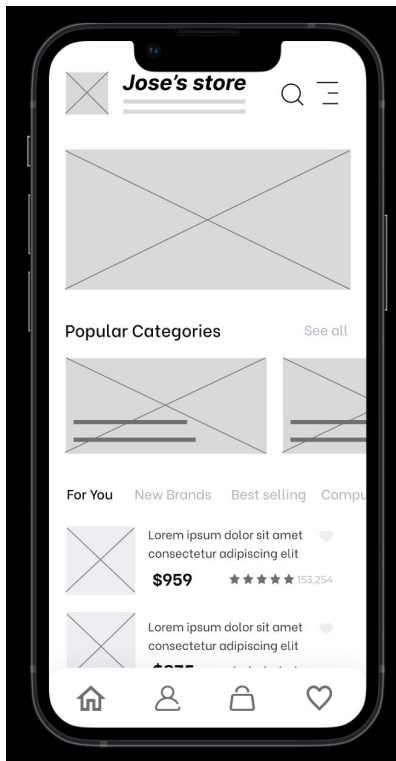 Jose's store
Popular Categories
See all
For You
New Brands
Best selling
Lorem ipsum dolor sit amet
consectetur adipiscing elit
$959
153,254
Lorem ipsum dolor sit amet
consectetur adipiscing elit